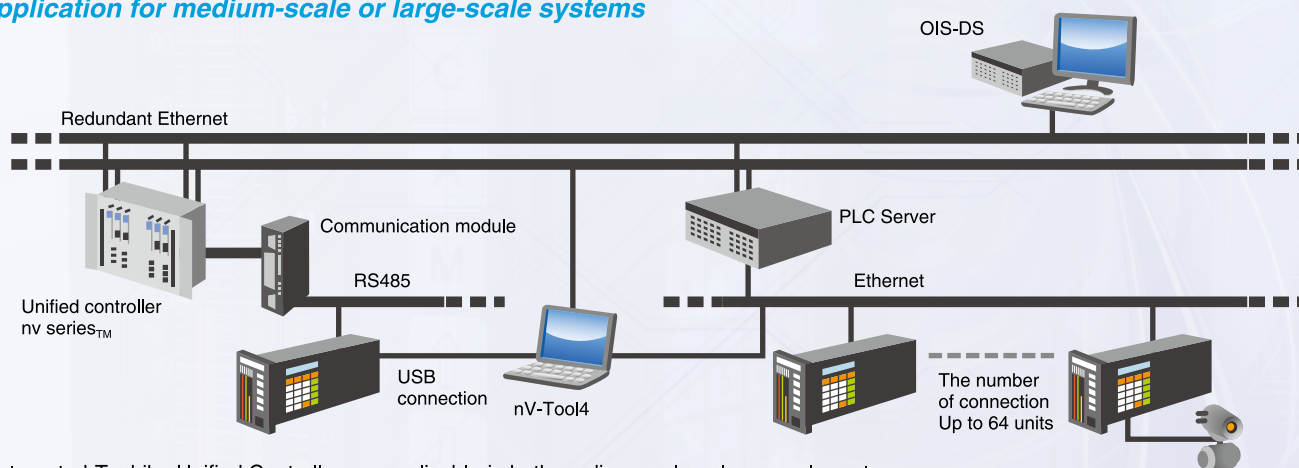 pplication for medium-scale or large-scale systems
OIS-DS
Redundant Ethernet
Communication module
PLC Server
RS485
Ethernet
Unified controller
nv seriesTM
USB
connection
nV-Tool4
The number
of connection
Up to 64 units